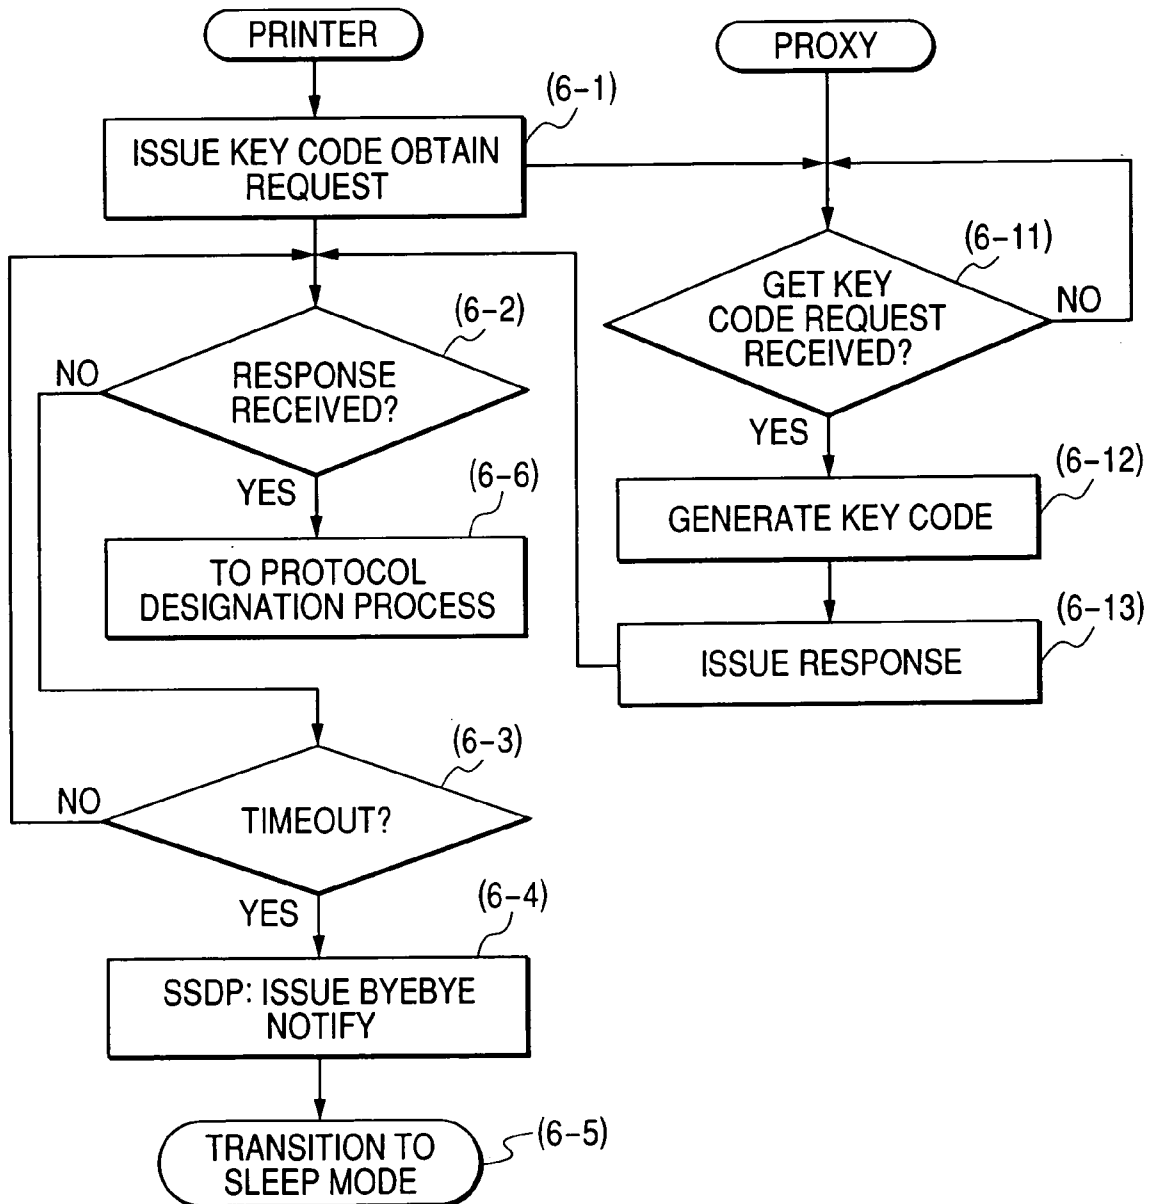 PRINTER
PROXY
(6-1)
ISSUE KEY CODE OBTAIN
REQUEST
(6-11)
GET KEY
CODE REQUEST
RECEIVED?
NO
(6-2)
NO
RESPONSE
RECEIVED?
YES
YES
(6-12)
GENERATE KEY CODE
(6-6)
TO PROTOCOL
DESIGNATION PROCESS
(6-13)
ISSUE RESPONSE
(6-3)
NO
TIMEOUT?
YES
(6-4)
SSDP: ISSUE BYEBYE
NOTIFY
(6-5)
TRANSITION TO
SLEEP MODE